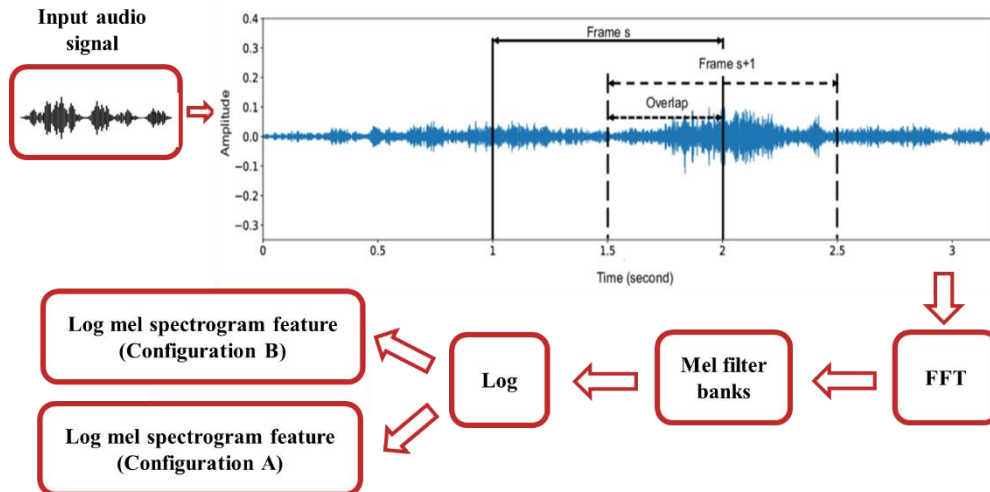 Input audio
signal
0.4
0.3
0.2
0.1
0.0
−0.1
−0.2
−0.3
Amplitude
Frame s
Frame s+1
Overlap
0
0.5
1
1.5
2
2.5
3
Time (second)
FFT
Mel filter
banks
Log
Log mel spectrogram feature
(Configuration B)
Log mel spectrogram feature
(Configuration A)